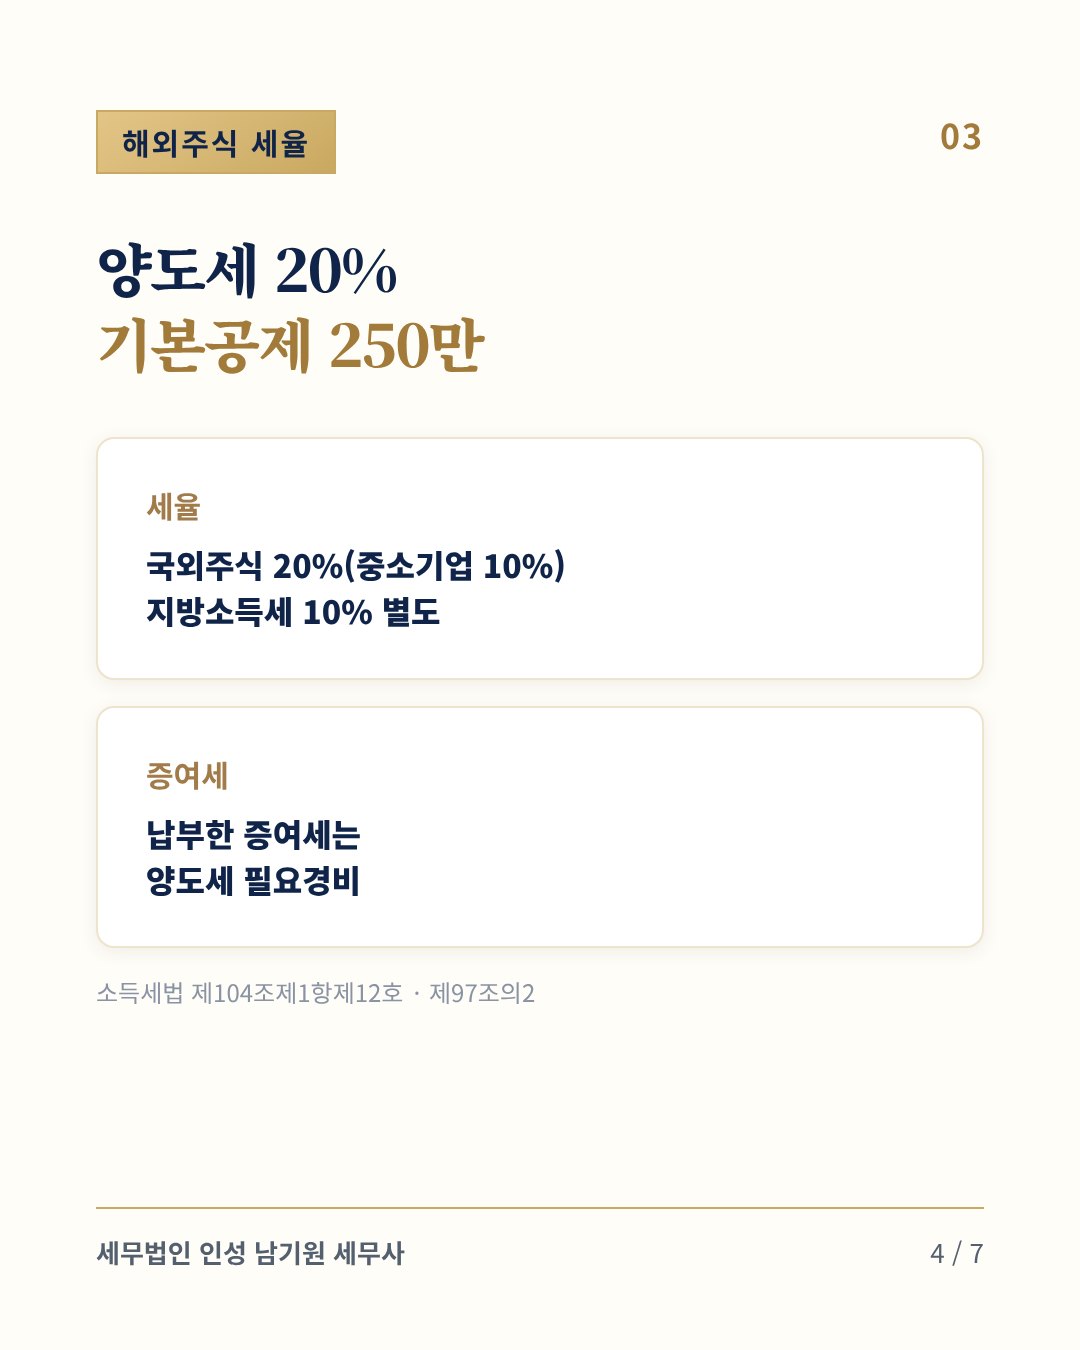 해외주식 세율
03
양도세 20%
기본공제 250만
세율
국외주식 20%(중소기업 10%)
지방소득세 10% 별도
증여세
납부한 증여세는
양도세 필요경비
소득세법 제104조제1항제12호 · 제97조의2
세무법인 인성 남기원 세무사
4 / 7